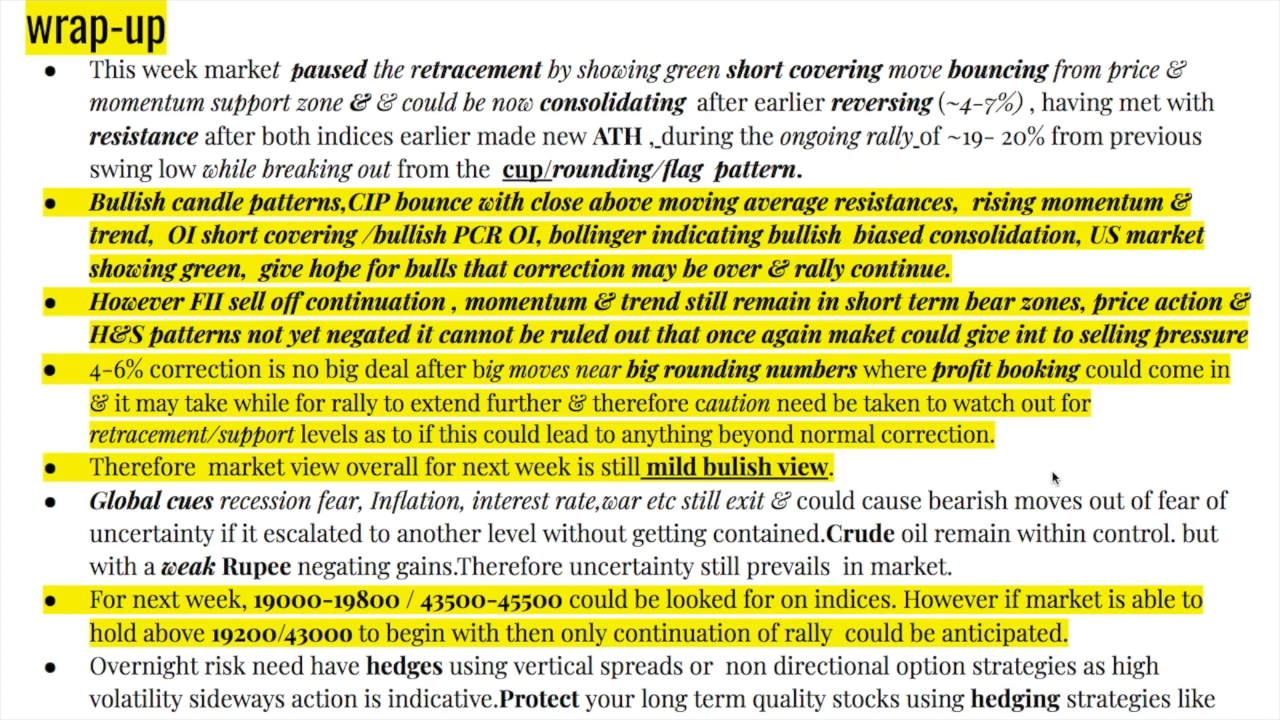 wrap-up
● This week market paused the retracement by showing green short covering move bouncing from price &
momentum support zone & & could be now consolidating after earlier reversing (~4-7%) , having met with
resistance after both indices earlier made new ATH , during the ongoing rally of ~19- 20% from previous
swing low while breaking out from the cup/rounding/flag pattern.
● Bullish candle patterns,CIP bounce with close above moving average resistances, rising momentum &
trend, OI short covering /bullish PCR OI, bollinger indicating bullish biased consolidation, US market
showing green, give hope for bulls that correction may be over & rally continue.
● However FII sell off continuation , momentum & trend still remain in short term bear zones, price action &
H&S patterns not yet negated it cannot be ruled out that once again maket could give int to selling pressure
● 4-6% correction is no big deal after big moves near big rounding numbers where profit booking could come in
& it may take while for rally to extend further & therefore caution need be taken to watch out for
retracement/support levels as to if this could lead to anything beyond normal correction.
● Therefore market view overall for next week is still mild bulish view.
● Global cues recession fear, Inflation, interest rate,war etc still exit & could cause bearish moves out of fear of
uncertainty if it escalated to another level without getting contained.Crude oil remain within control. but
with a weak Rupee negating gains.Therefore uncertainty still prevails in market.
● For next week, 19000-19800 / 43500-45500 could be looked for on indices. However if market is able to
hold above 19200/43000 to begin with then only continuation of rally could be anticipated.
● Overnight risk need have hedges using vertical spreads or non directional option strategies as high
volatility sideways action is indicative.Protect your long term quality stocks using hedging strategies like